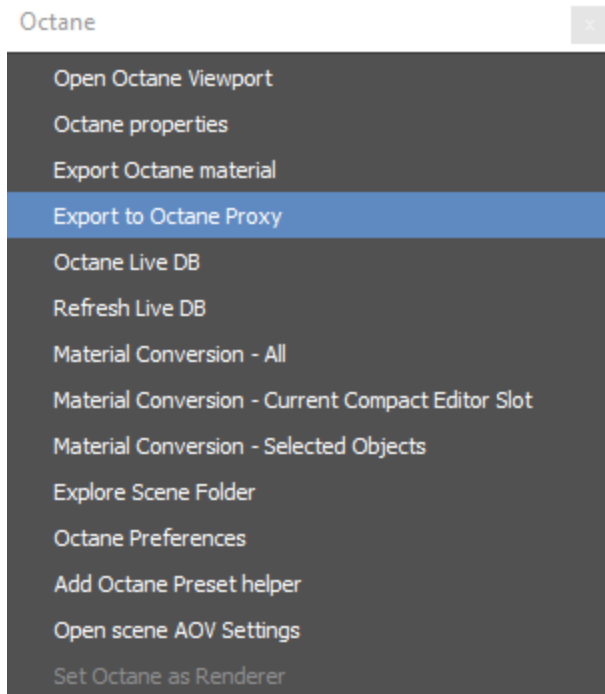 Octane
x
Open Octane Viewport
Octane properties
Export Octane material
Export to Octane Proxy
Octane Live DB
Refresh Live DB
Material Conversion - All
Material Conversion - Current Compact Editor Slot
Material Conversion - Selected Objects
Explore Scene Folder
Octane Preferences
Add Octane Preset helper
Open scene AOV Settings
Set Octane as Renderer